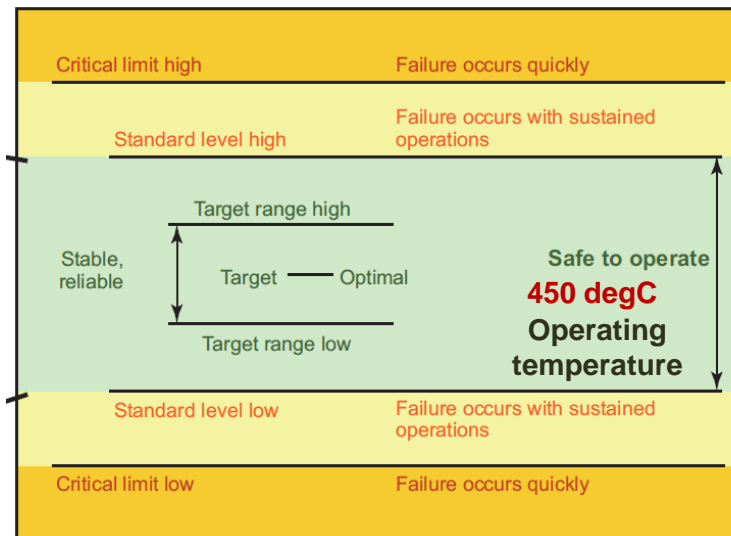 Critical limit high
Failure occurs quickly
Failure occurs with sustained
operations
Standard level high
Target range high
Stable,
reliable
Target
Optimal
Safe to operate
450 degC
Operating
temperature
Target range low
Standard level low
Failure occurs with sustained
operations
Critical limit low
Failure occurs quickly